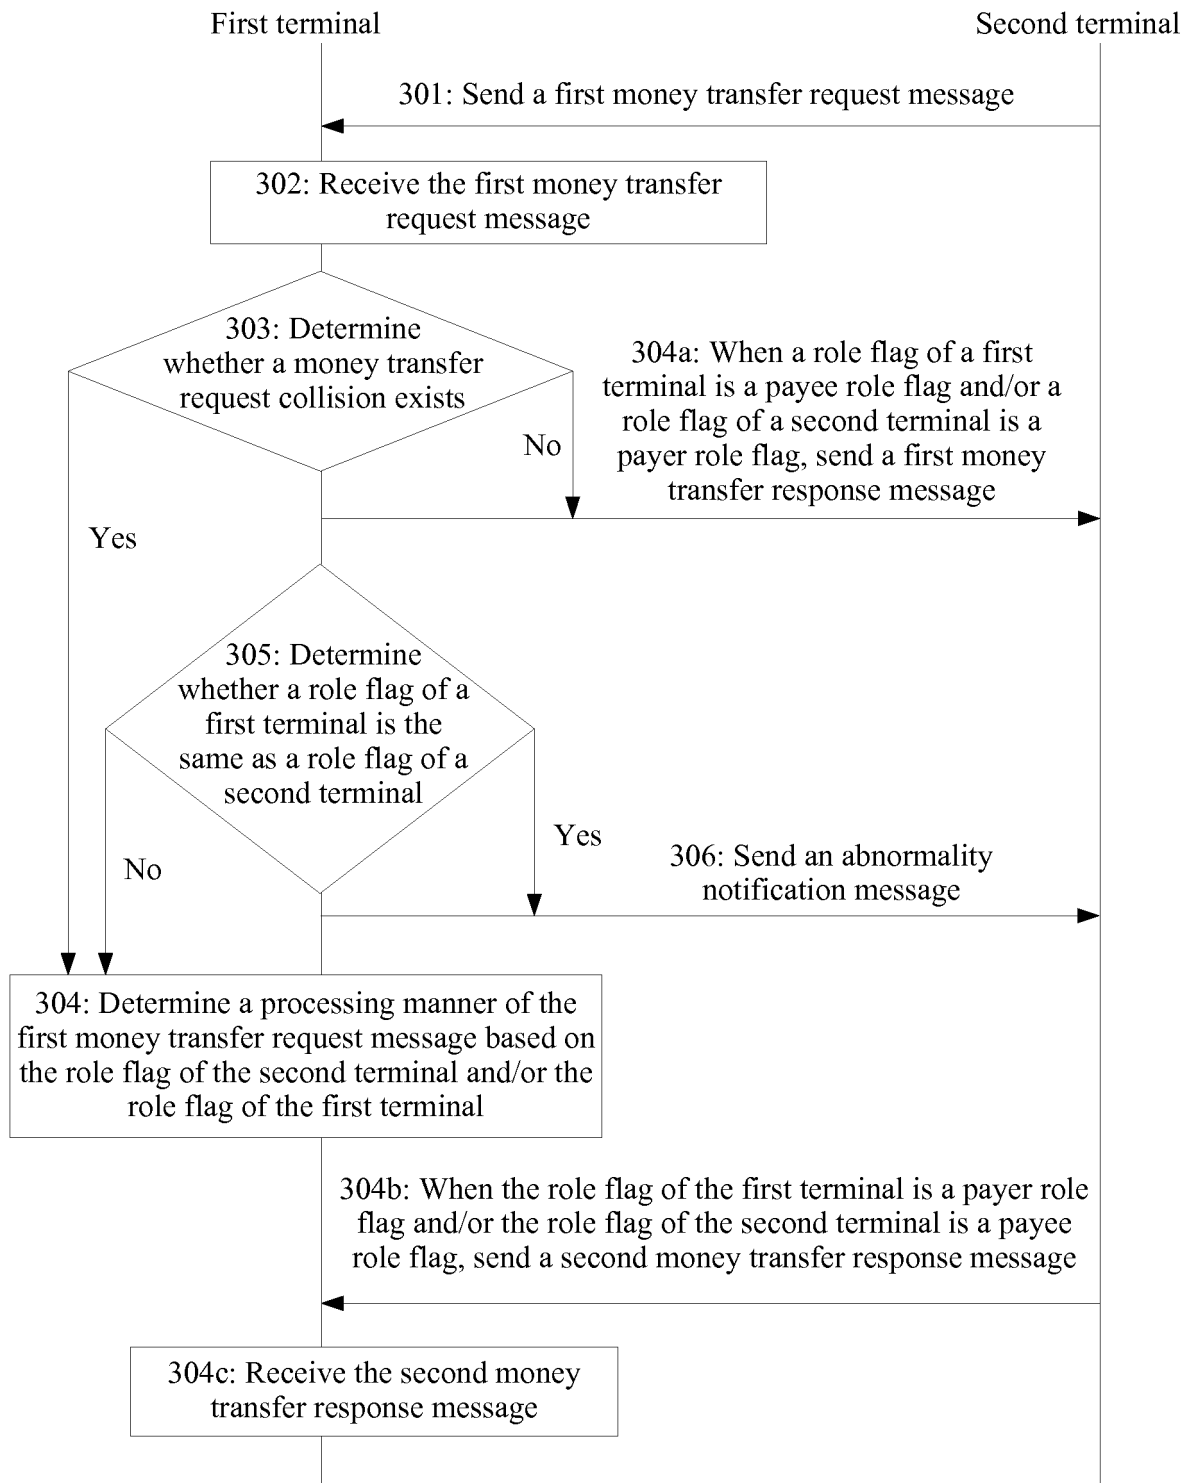 First terminal
Second terminal
301: Send a first money transfer request message
302: Receive the first money transfer
request message
303: Determine
whether a money transfer
request collision exists
304a: When a role flag of a first
terminal is a payee role flag and/or a
role flag of a second terminal is a
payer role flag, send a first money
transfer response message
No
Yes
305: Determine
whether a role flag of a
first terminal is the
same as a role flag of a
second terminal
Yes
No
306: Send an abnormality
notification message
304: Determine a processing manner of the
first money transfer request message based on
the role flag of the second terminal and/or the
role flag of the first terminal
304b: When the role flag of the first terminal is a payer role
flag and/or the role flag of the second terminal is a payee
role flag, send a second money transfer response message
304c: Receive the second money
transfer response message